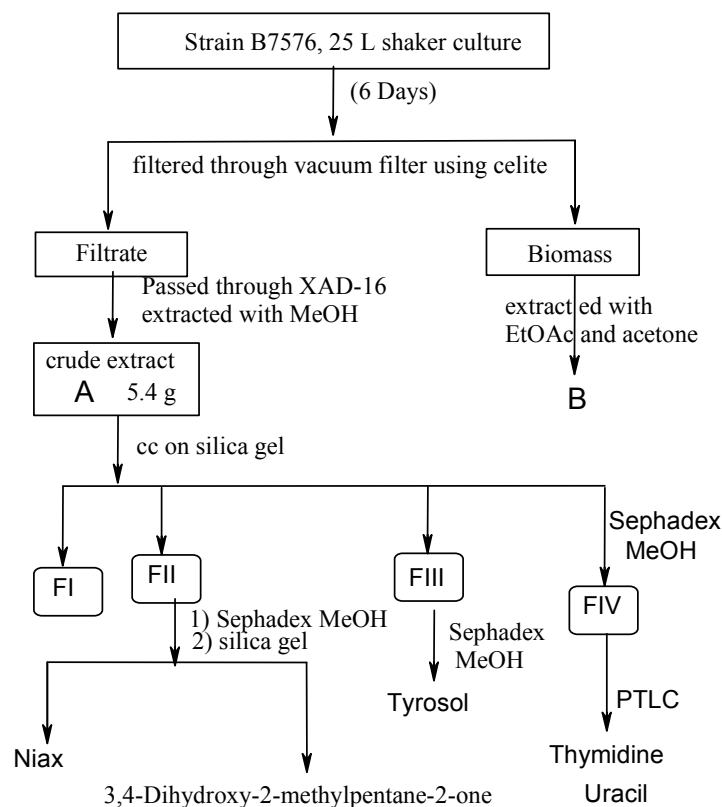 Strain B7576, 25 L shaker culture
(6 Days)
filtered through vacuum filter using celite
Filtrate
Biomass
Passed through XAD-16
extracted with MeOH
extracted with
EtOAc and acetone
crude extract
A 5.4 g
B
cc on silica gel
Sephadex
MeOH
FI
FII
FIII
FIV
1) Sephadex MeOH
2) silica gel
Sephadex
MeOH
PTLC
Niax
Tyrosol
Thymidine
Uracil
3,4-Dihydroxy-2-methylpentane-2-one